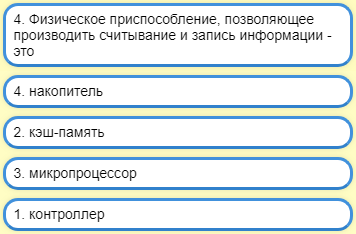 4. Физическое приспособление, позволяющее
производить считывание и запись информации -
это
4. накопитель
2. кэш-память
3. микропроцессор
1. контроллер